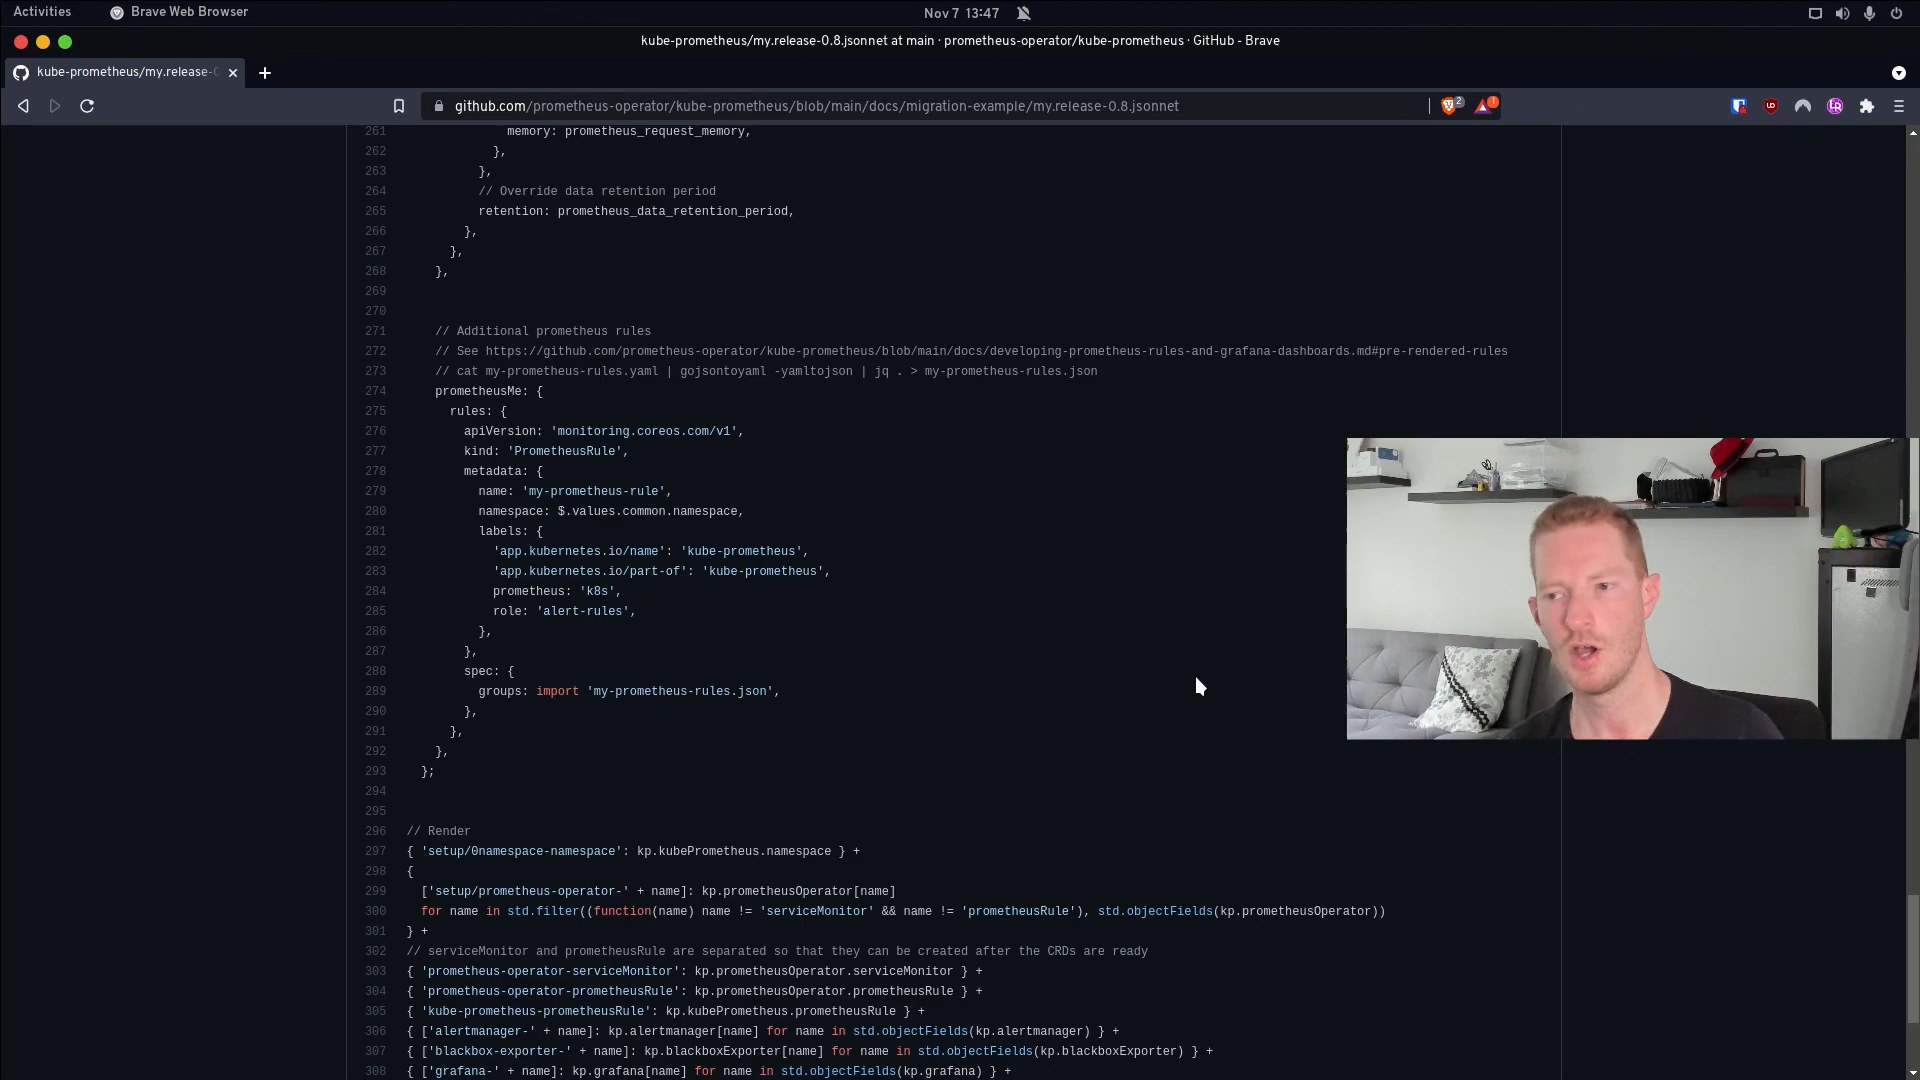 Activities
Brave Web Browser
Nov 7 13:47
kube-prometheus/my.release-0.8.jsonnet at main · prometheus-operator/kube-prometheus · GitHub - Brave
kube-prometheus/my.release-0
github.com/prometheus-operator/kube-prometheus/blob/main/docs/migration-example/my.release-0.8.jsonnet
2
1
261 memory: prometheus_request_memory,
262 },
263 },
264 // Override data retention period
265 retention: prometheus_data_retention_period,
266 },
267 },
268 },
269
270
271 // Additional prometheus rules
272 // See https://github.com/prometheus-operator/kube-prometheus/blob/main/docs/developing-prometheus-rules-and-grafana-dashboards.md#pre-rendered-rules
273 // cat my-prometheus-rules.yaml | gojsontoyaml -yamltojson | jq . > my-prometheus-rules.json
274 prometheusMe: {
275 rules: {
276 apiVersion: 'monitoring.coreos.com/v1',
277 kind: 'PrometheusRule',
278 metadata: {
279 name: 'my-prometheus-rule',
280 namespace: $.values.common.namespace,
281 labels: {
282 'app.kubernetes.io/name': 'kube-prometheus',
283 'app.kubernetes.io/part-of': 'kube-prometheus',
284 prometheus: 'k8s',
285 role: 'alert-rules',
286 },
287 },
288 spec: {
289 groups: import 'my-prometheus-rules.json',
290 },
291 },
292 },
293 };
294
295
296 // Render
297 { 'setup/0namespace-namespace': kp.kubePrometheus.namespace } +
298 {
299 ['setup/prometheus-operator-' + name]: kp.prometheusOperator[name]
300 for name in std.filter((function(name) name != 'serviceMonitor' && name != 'prometheusRule'), std.objectFields(kp.prometheusOperator))
301 } +
302 // serviceMonitor and prometheusRule are separated so that they can be created after the CRDs are ready
303 { 'prometheus-operator-serviceMonitor': kp.prometheusOperator.serviceMonitor } +
304 { 'prometheus-operator-prometheusRule': kp.prometheusOperator.prometheusRule } +
305 { 'kube-prometheus-prometheusRule': kp.kubePrometheus.prometheusRule } +
306 { ['alertmanager-' + name]: kp.alertmanager[name] for name in std.objectFields(kp.alertmanager) } +
307 { ['blackbox-exporter-' + name]: kp.blackboxExporter[name] for name in std.objectFields(kp.blackboxExporter) } +
308 { ['grafana-' + name]: kp.grafana[name] for name in std.objectFields(kp.grafana) } +